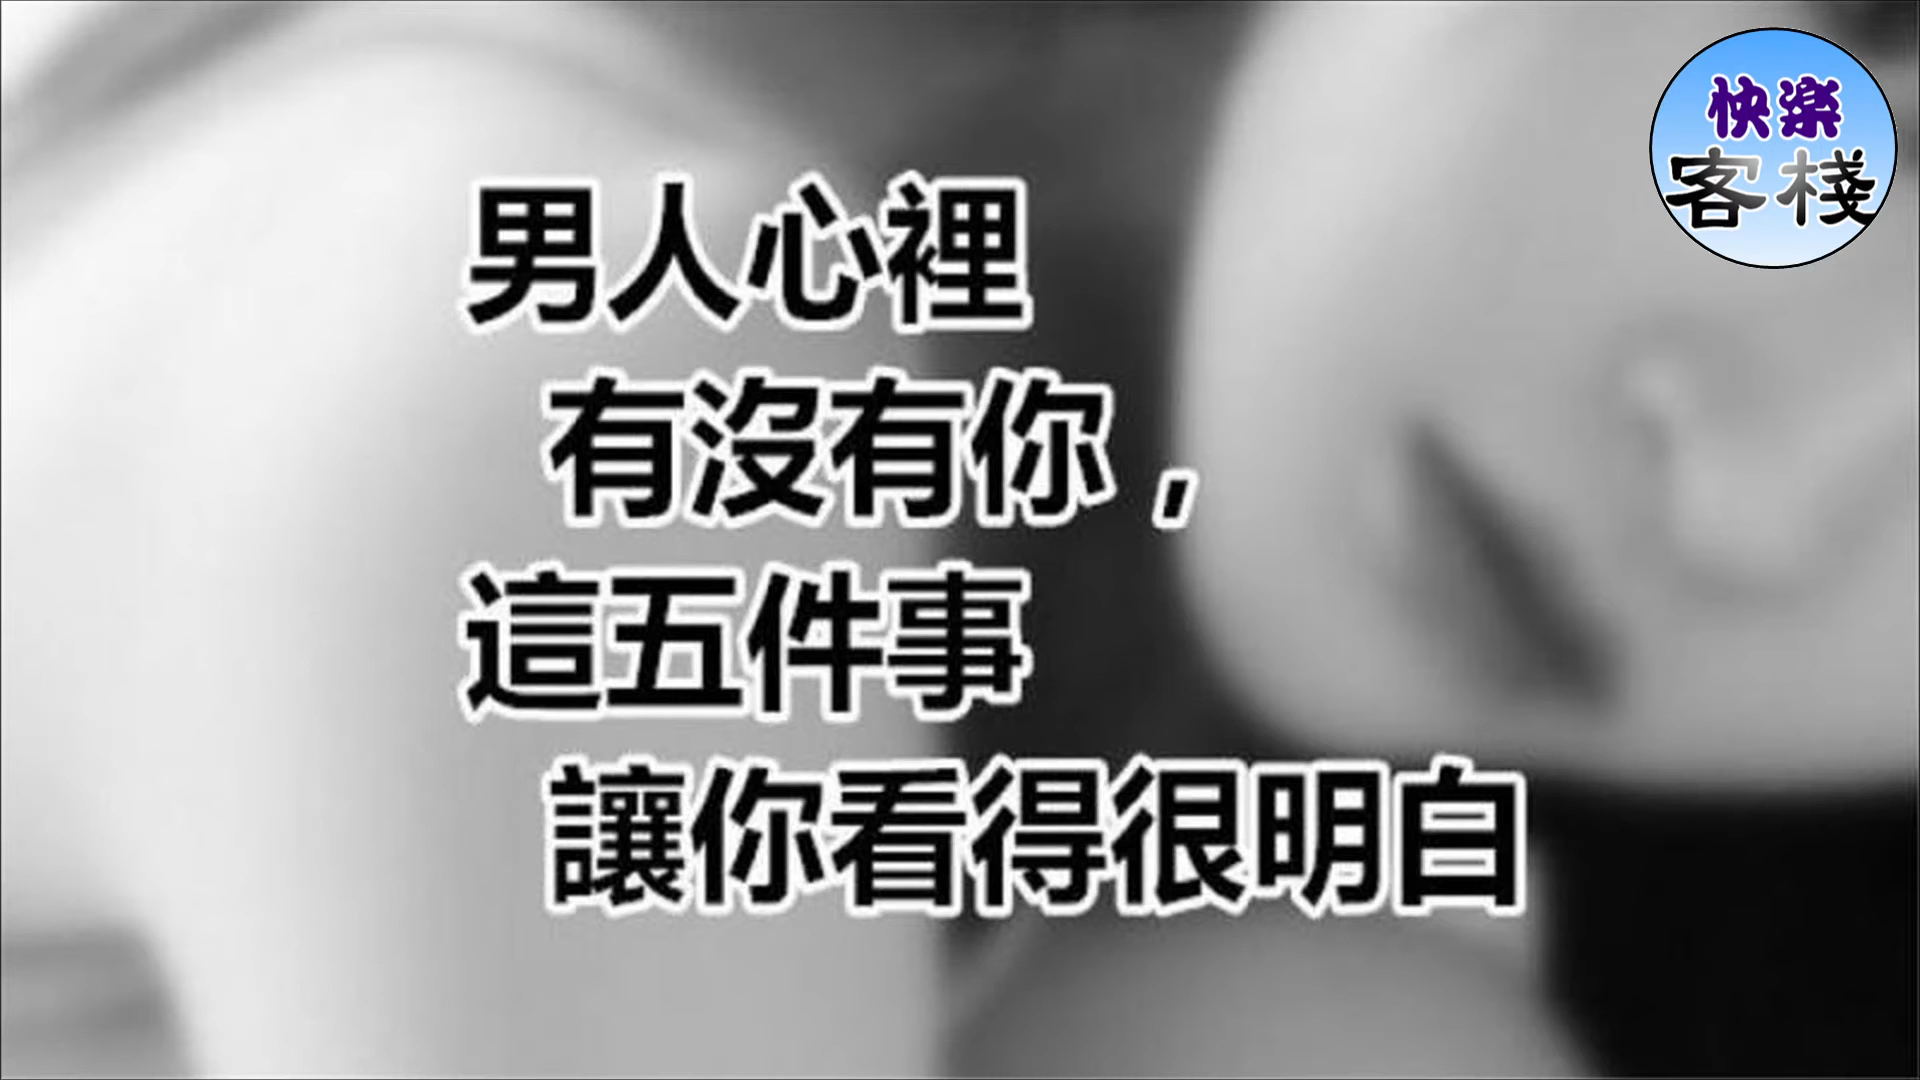 男人心裡
有沒有你，
這五件事
讓你看得很明白
快楽
客棧